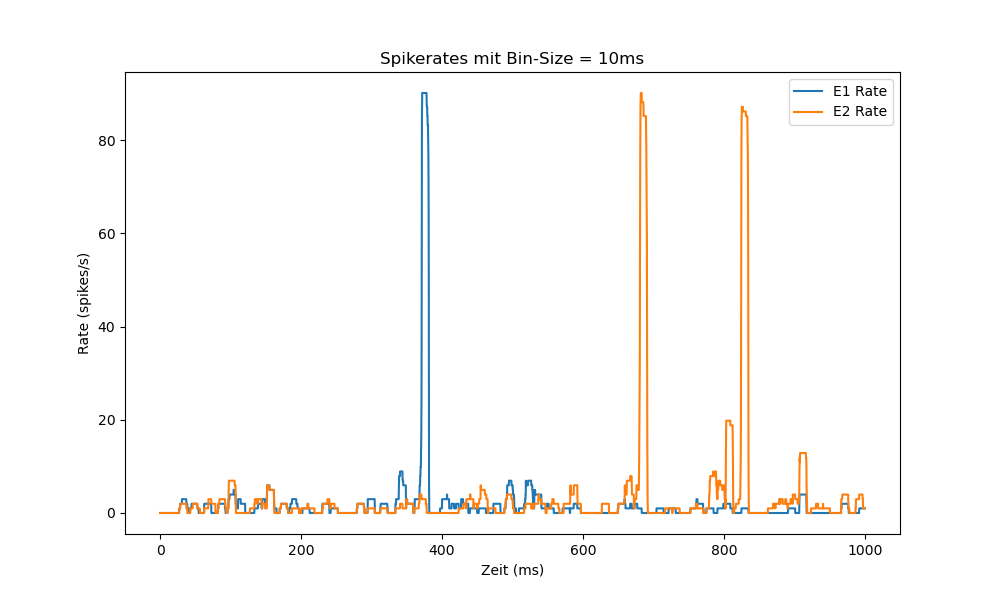 Spikerates mit Bin-Size = 10ms
E1 Rate
E2 Rate
Rate (spikes/s)
80
60
40
20
0
0 200 400 600 800 1000
Zeit (ms)